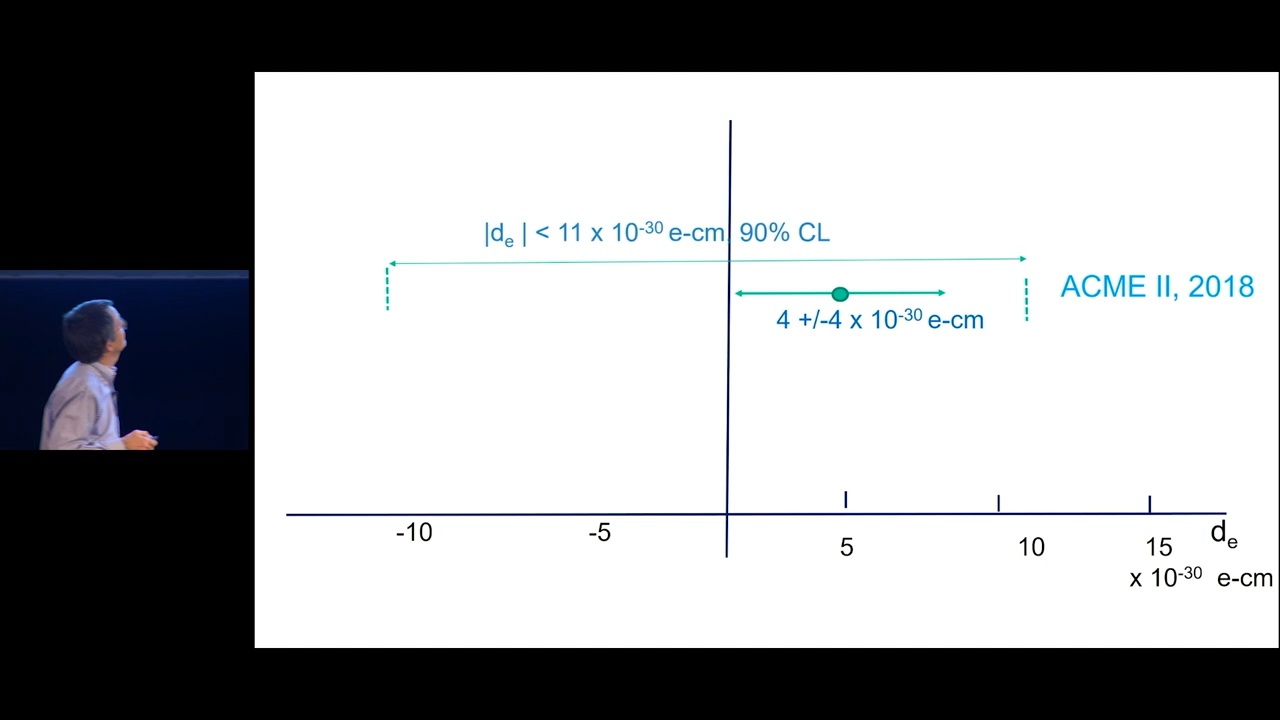 |dₑ | < 11 x 10⁻³⁰ e-cm, 90% CL
ACME II, 2018
4 +/-4 x 10⁻³⁰ e-cm
-10 -5 5 10 15 dₑ
x 10⁻³⁰ e-cm